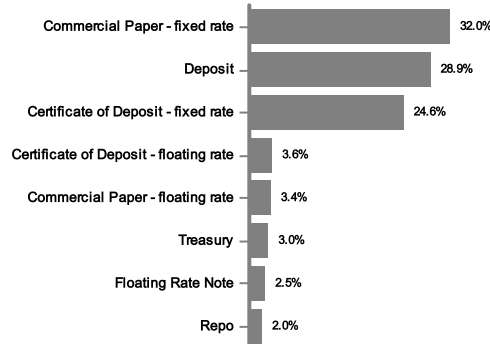 Commercial Paper - fixed rate 32.0%
Deposit 28.9%
Certificate of Deposit - fixed rate 24.6%
Certificate of Deposit - floating rate 3.6%
Commercial Paper - floating rate 3.4%
Treasury 3.0%
Floating Rate Note 2.5%
Repo 2.0%